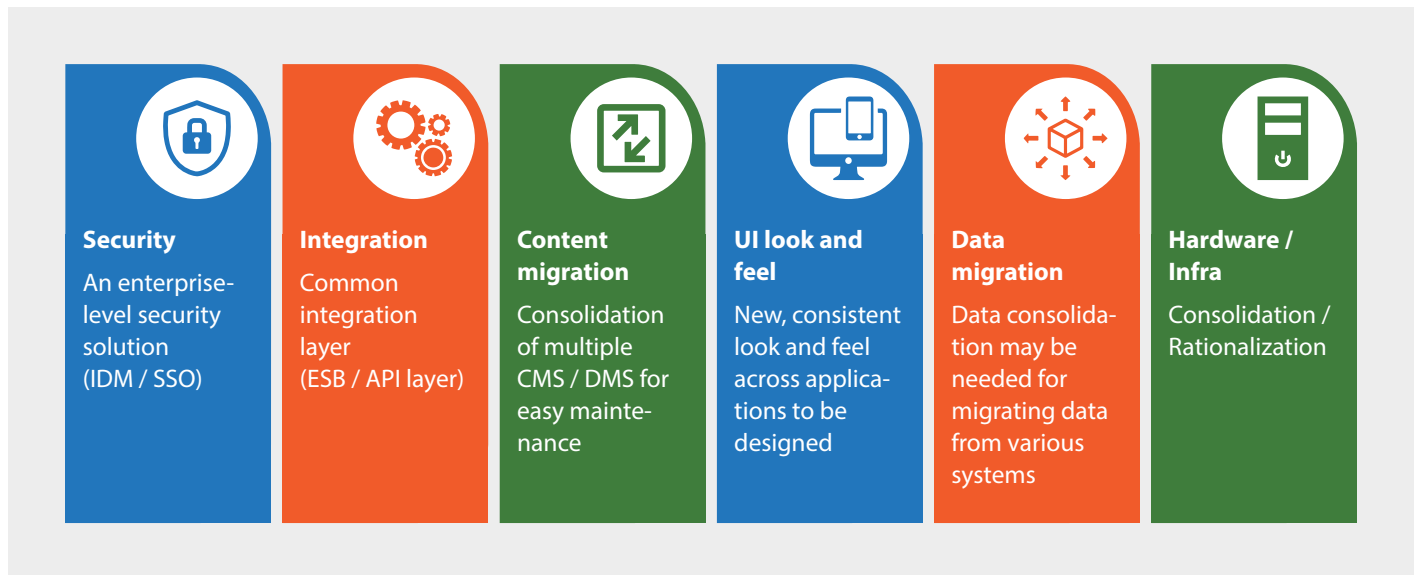 Security
An enterprise-
level security
solution
(IDM / SSO)
Integration
Common
integration
layer
(ESB / API layer)
Content
migration
Consolidation
of multiple
CMS / DMS for
easy mainte-
nance
UI look and
feel
New, consistent
look and feel
across applica-
tions to be
designed
Data
migration
Data consolida-
tion may be
needed for
migrating data
from various
systems
Hardware /
Infra
Consolidation /
Rationalization